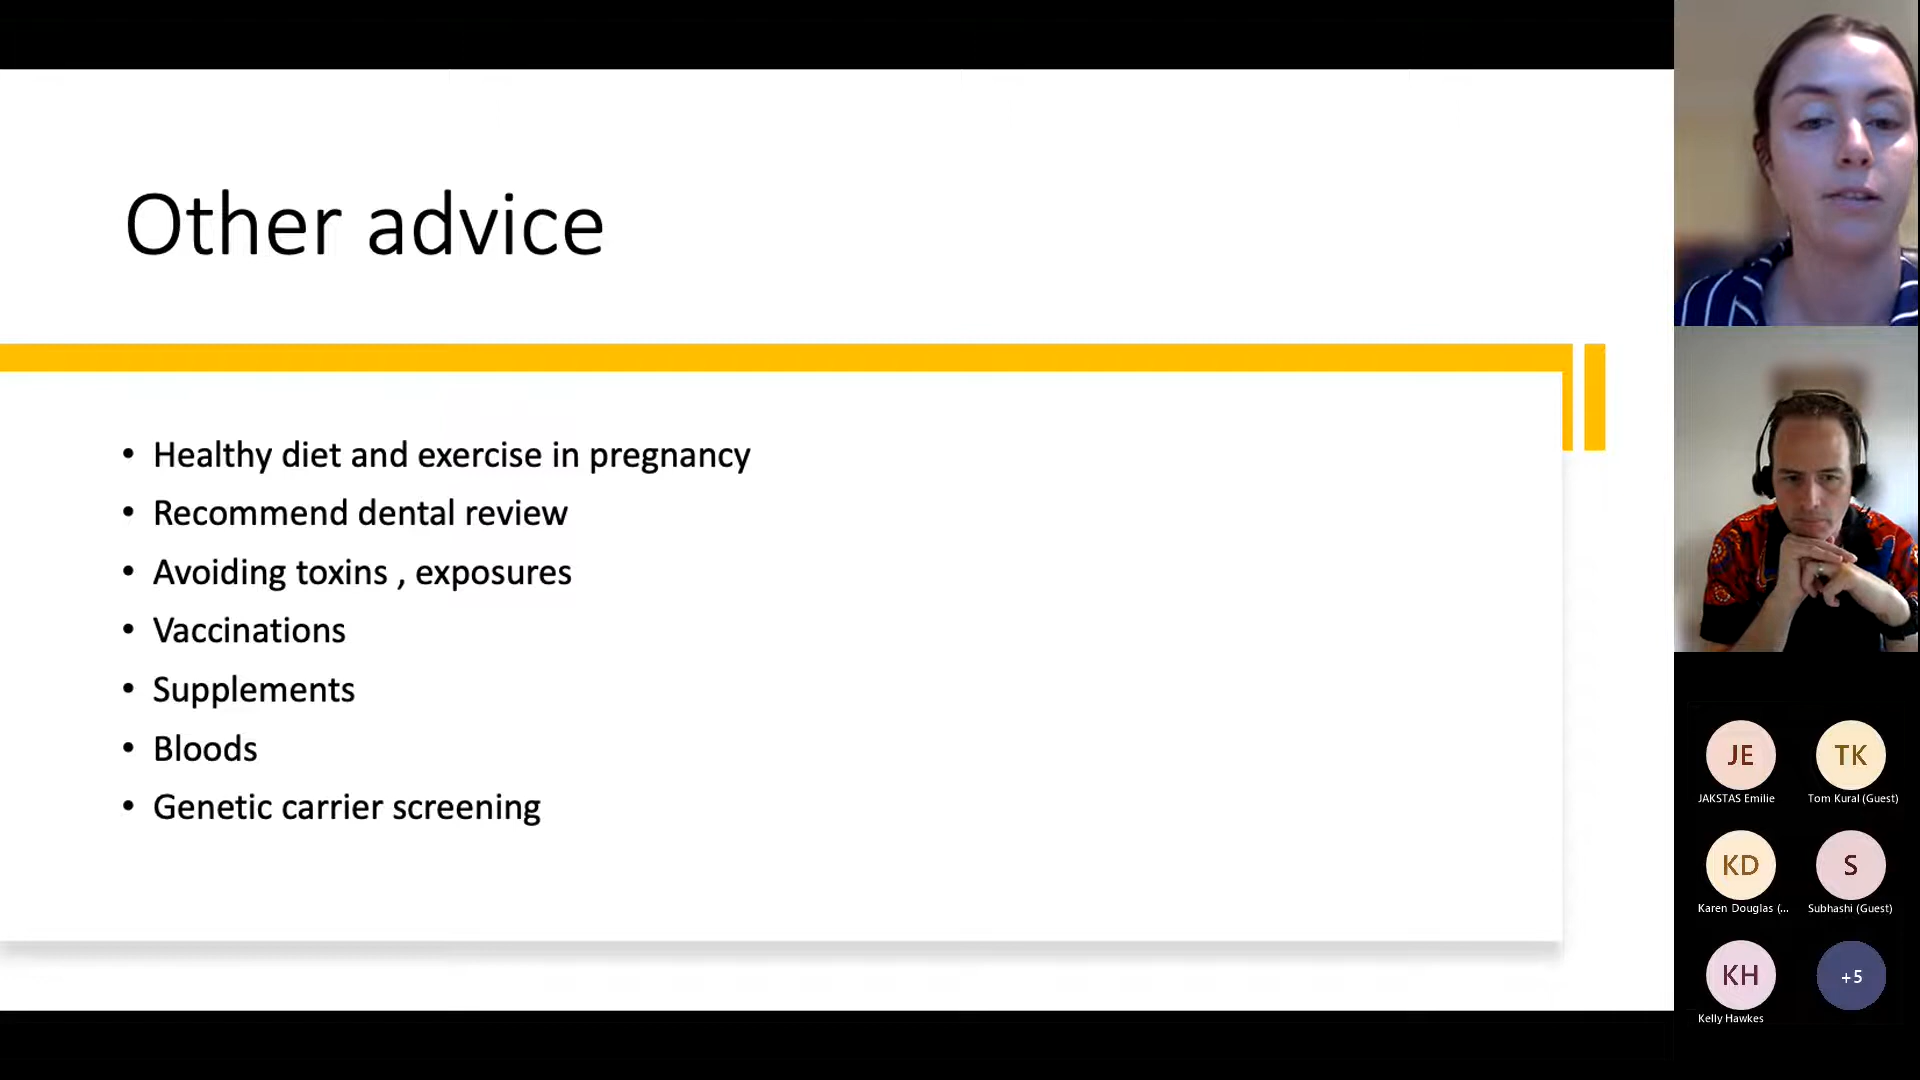 Other advice
• Healthy diet and exercise in pregnancy
• Recommend dental review
• Avoiding toxins , exposures
• Vaccinations
• Supplements
• Bloods
• Genetic carrier screening
JE
JAKSTAS Emilie
TK
Tom Kural (Guest)
KD
Karen Douglas (...
S
Subhashi (Guest)
KH
Kelly Hawkes
+5